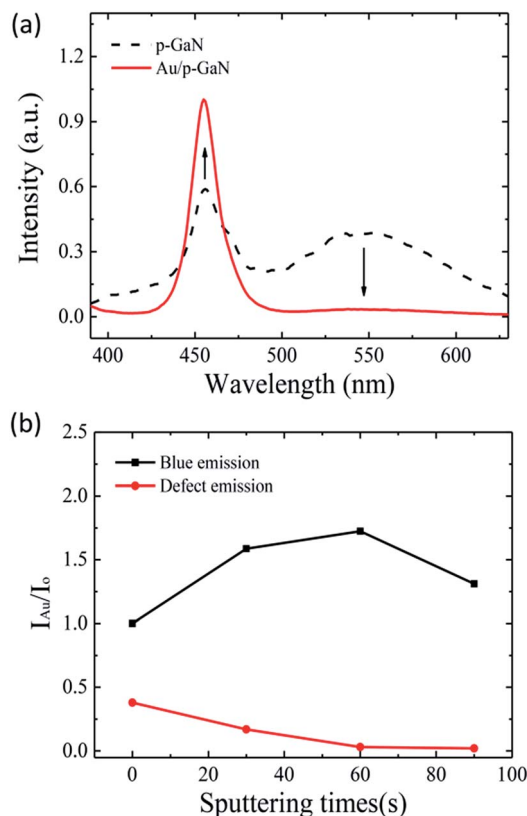 (a)
p-GaN
Au/p-GaN
Intensity (a.u.)
1.2
0.9
0.6
0.3
0.0
400 450 500 550 600
Wavelength (nm)
(b)
Blue emission
Defect emission
I_Au/I_o
2.5
2.0
1.5
1.0
0.5
0.0
0 20 40 60 80 100
Sputtering times(s)